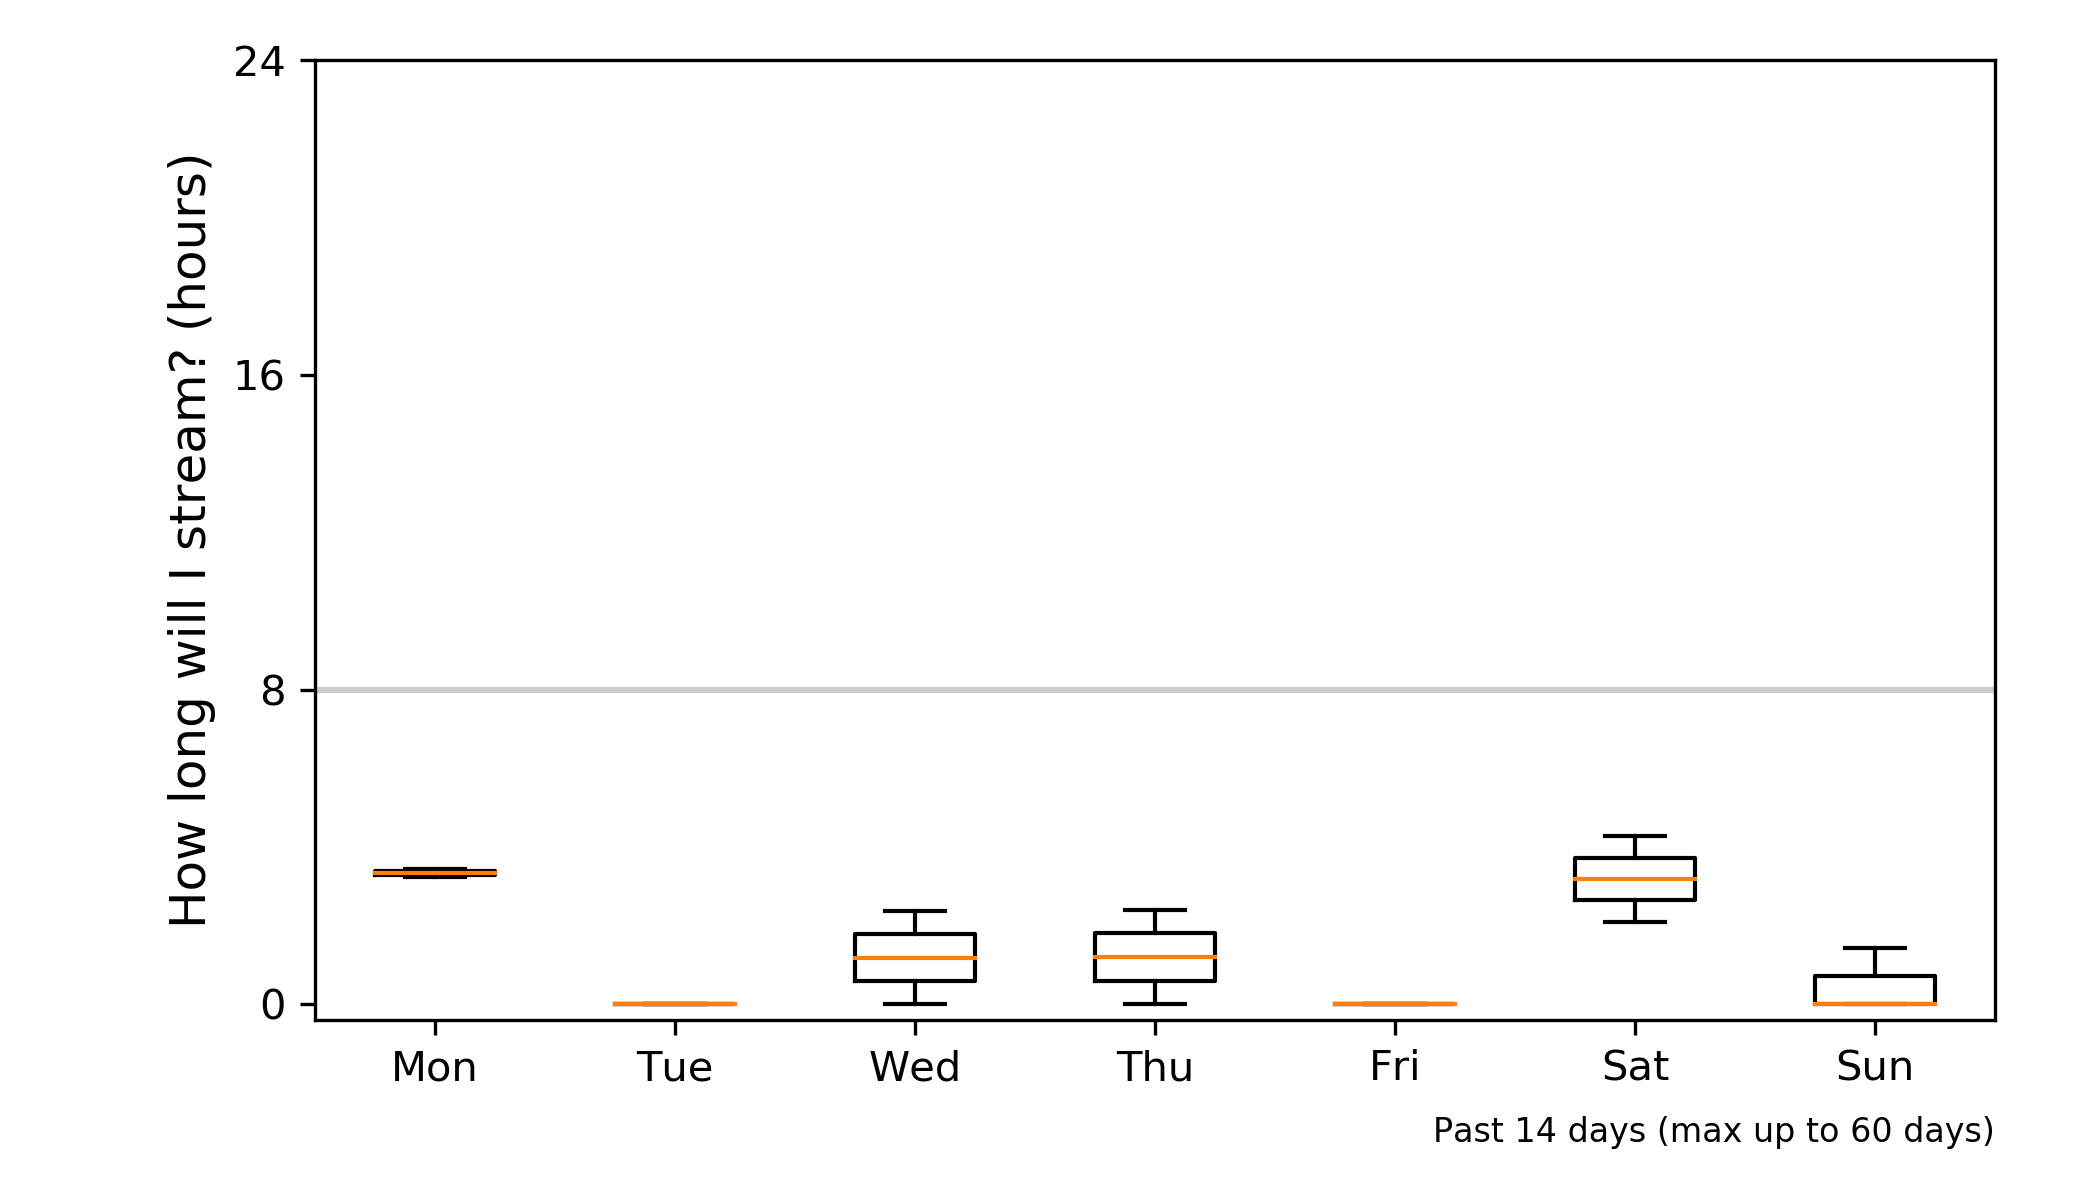 How long will I stream? (hours)
24
16
8
0
Mon Tue Wed Thu Fri Sat Sun
Past 14 days (max up to 60 days)